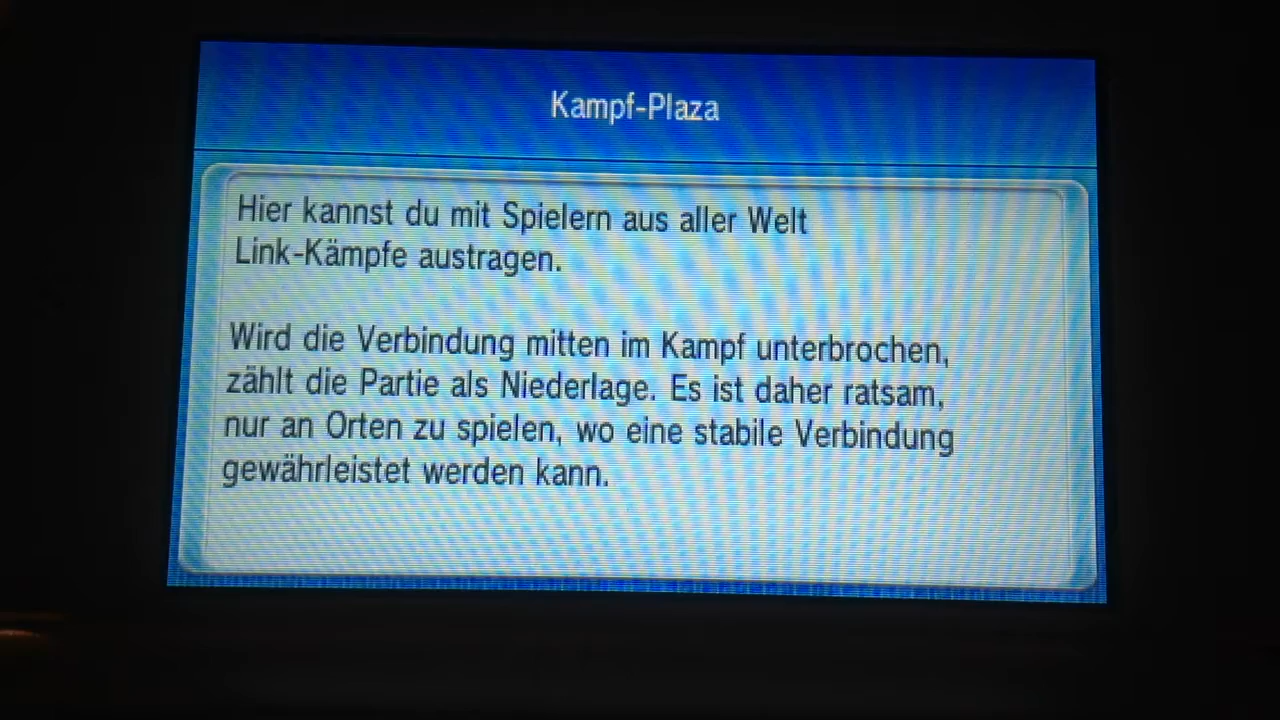 Kampf-Plaza
Hier kannst du mit Spielern aus aller Welt
Link-Kämpfe austragen.
Wird die Verbindung mitten im Kampf unterbrochen,
zählt die Partie als Niederlage. Es ist daher ratsam,
nur an Orten zu spielen, wo eine stabile Verbindung
gewährleistet werden kann.